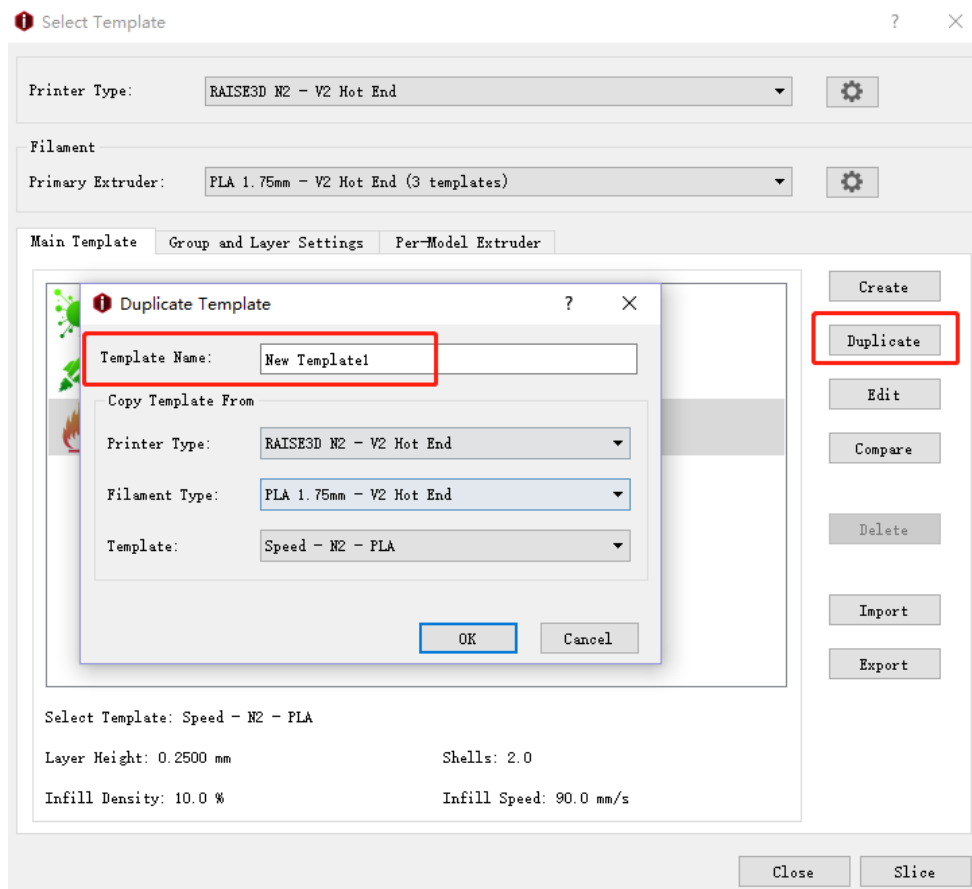 Select Template
Printer Type: RAISE3D N2 - V2 Hot End
Filament
Primary Extruder: PLA 1.75mm - V2 Hot End (3 templates)
Main Template Group and Layer Settings Per-Model Extruder
Create
Duplicate
Edit
Compare
Delete
Import
Export
Duplicate Template
Template Name: New Template1
Copy Template From
Printer Type: RAISE3D N2 - V2 Hot End
Filament Type: PLA 1.75mm - V2 Hot End
Template: Speed - N2 - PLA
OK Cancel
Select Template: Speed - N2 - PLA
Layer Height: 0.2500 mm Shells: 2.0
Infill Density: 10.0 % Infill Speed: 90.0 mm/s
Close Slice